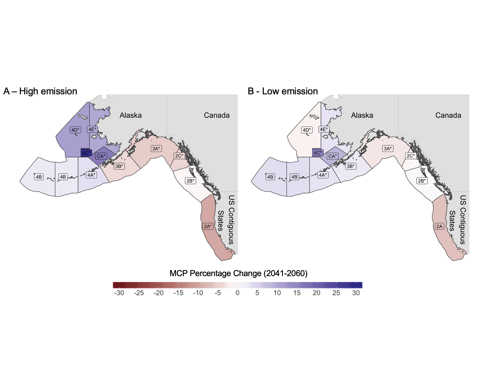 A – High emission
B - Low emission
Alaska
Canada
4D*
4E*
CA*
3A*
2C*
3B*
4B
4B
4A*
2B*
2A*
US Contiguous
States
Alaska
Canada
4D*
4E*
4C*
CA*
3A*
2C*
3B*
4B
4B
4A*
2B*
2A
US Contiguous
States
MCP Percentage Change (2041-2060)
-30 -25 -20 -15 -10 -5 0 5 10 15 20 25 30